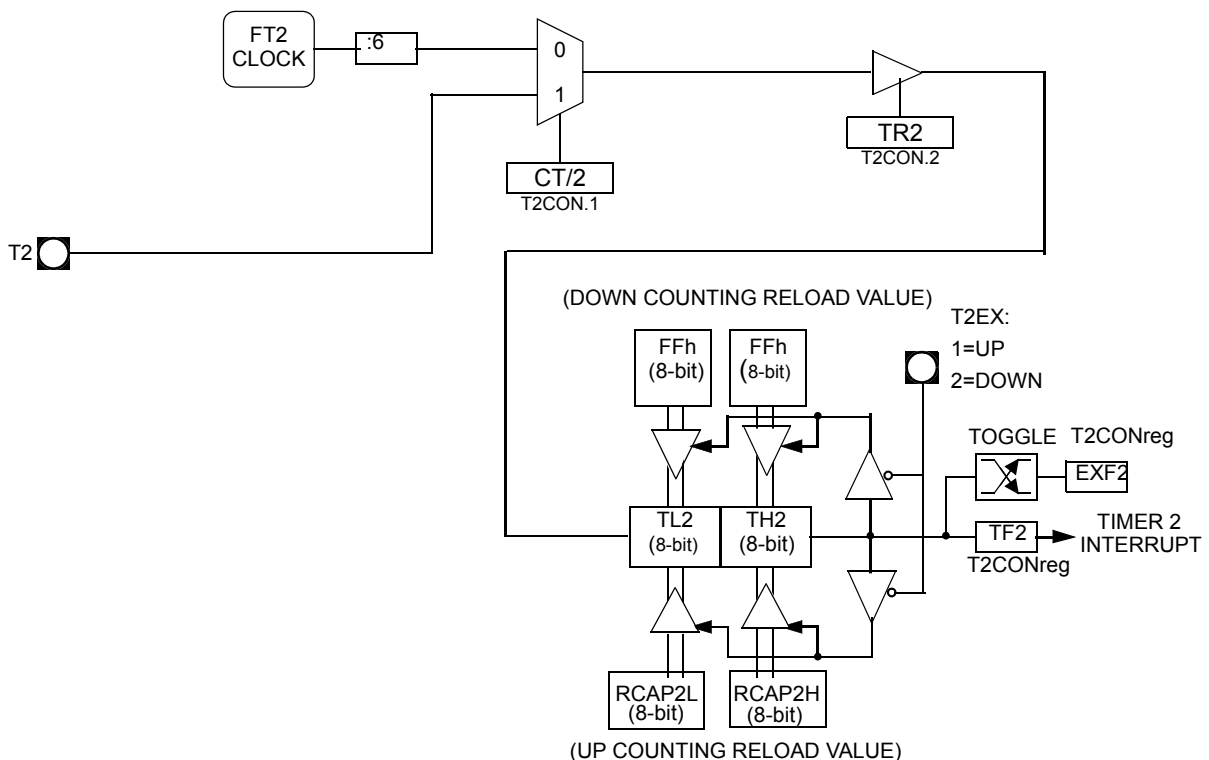 FT2
CLOCK
:6
0
1
TR2
T2CON.2
CT/2
T2CON.1
T2
(DOWN COUNTING RELOAD VALUE)
T2EX:
1=UP
2=DOWN
FFh
(8-bit)
FFh
(8-bit)
TOGGLE
T2CONreg
EXF2
TL2
(8-bit)
TH2
(8-bit)
TF2
TIMER 2
INTERRUPT
T2CONreg
RCAP2L
(8-bit)
RCAP2H
(8-bit)
(UP COUNTING RELOAD VALUE)